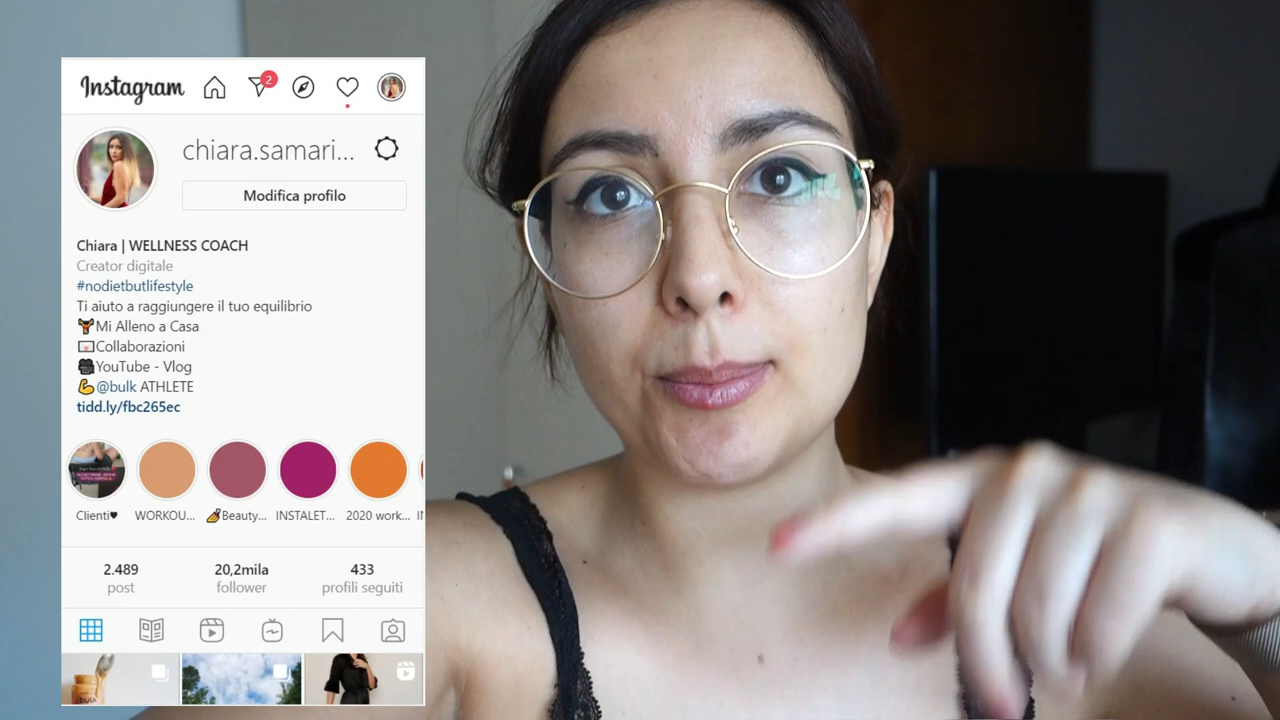 Instagram
2
chiara.samari...
Modifica profilo
Chiara | WELLNESS COACH
Creator digitale
#nodietbutlifestyle
Ti aiuto a raggiungere il tuo equilibrio
Mi Alleno a Casa
Collaborazioni
YouTube - Vlog
@bulk ATHLETE
tidd.ly/fbc265ec
Clienti♥ WORKOU... Beauty... INSTALET... 2020 work...
2.489 20,2mila 433
post follower profili seguiti
bulk